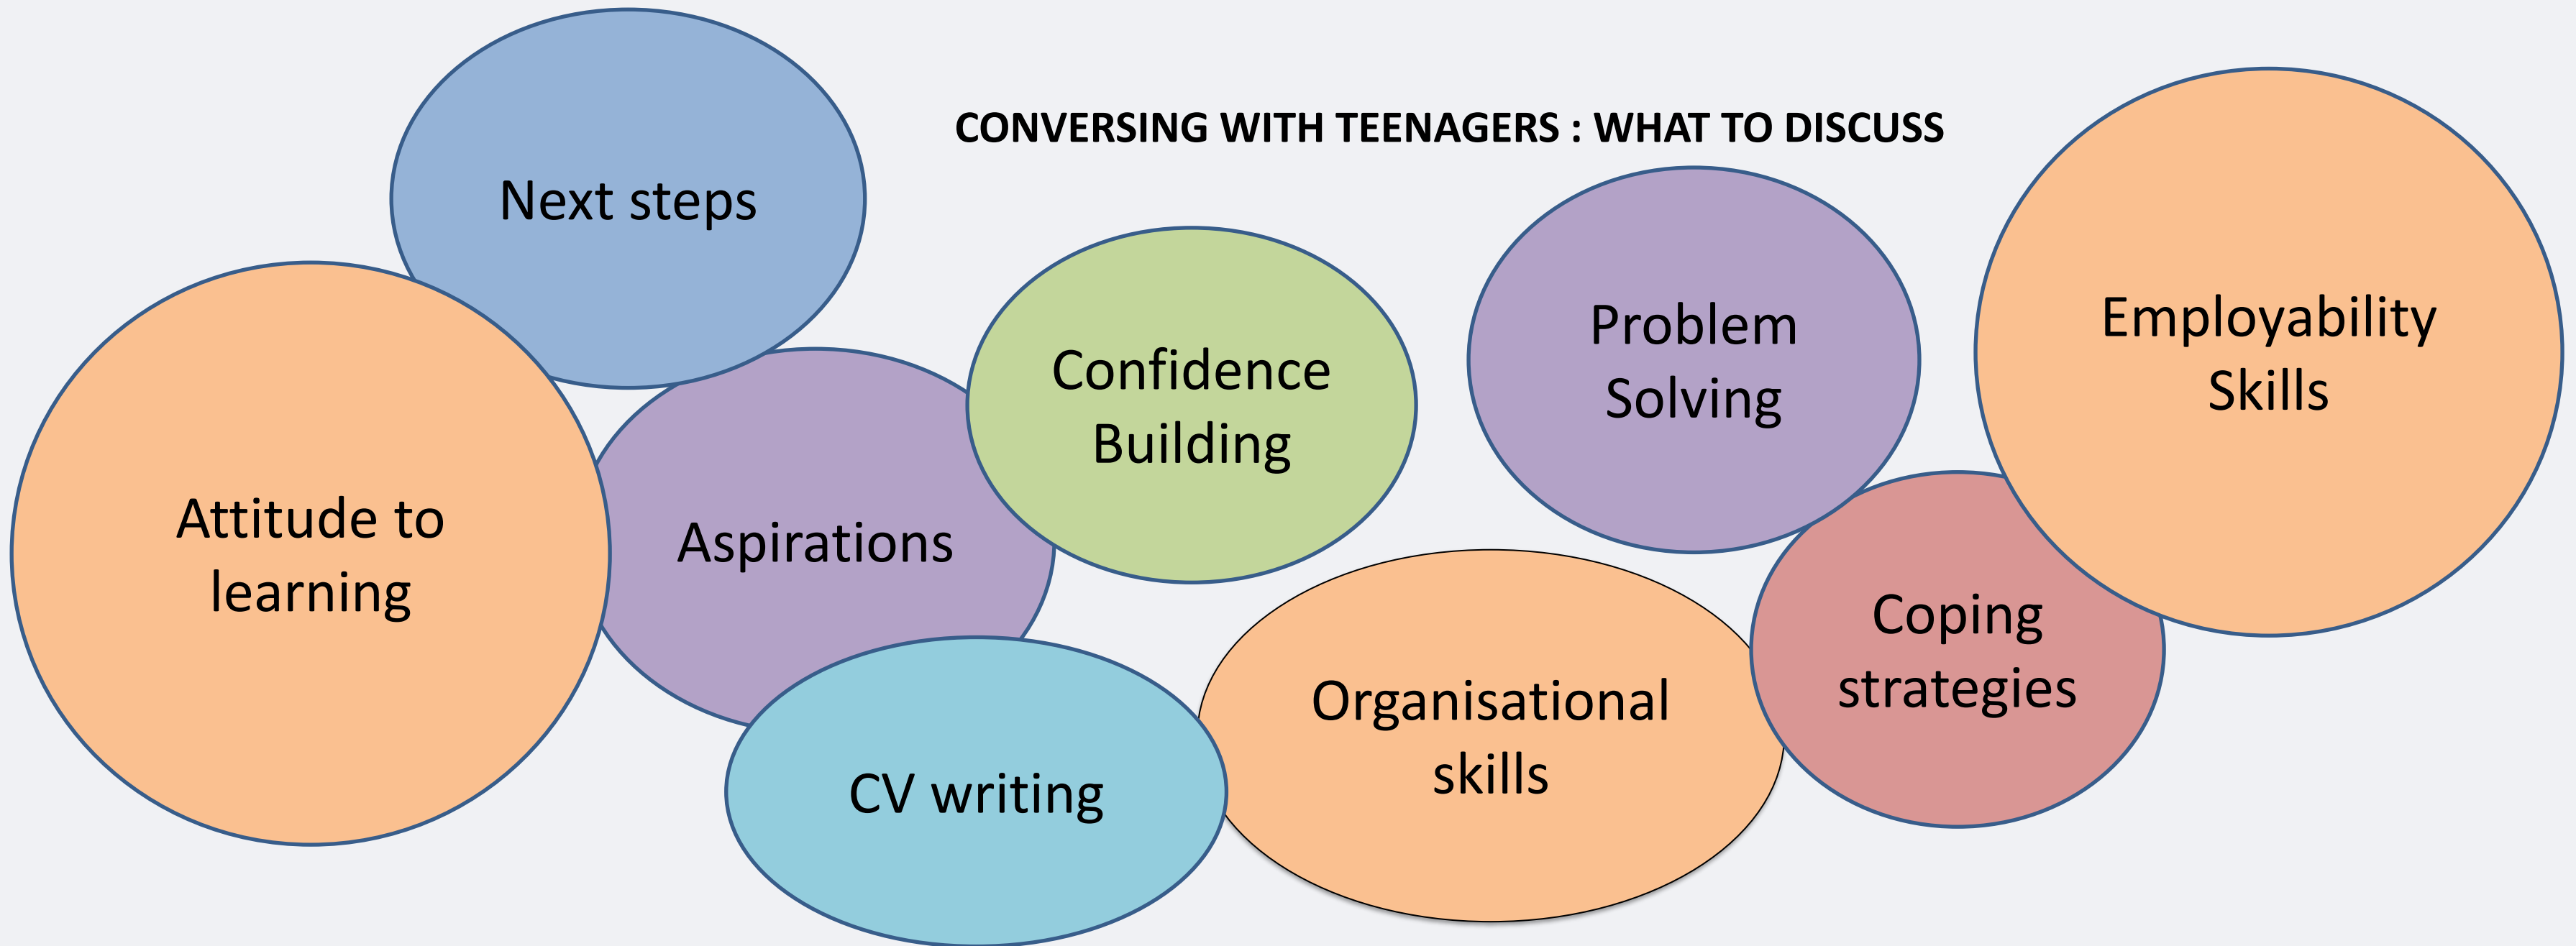 CONVERSING WITH TEENAGERS : WHAT TO DISCUSS
Next steps
Attitude to
learning
Aspirations
Confidence
Building
CV writing
Problem
Solving
Organisational
skills
Coping
strategies
Employability
Skills